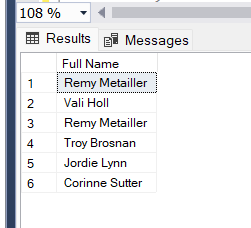 108 %
Results Messages
Full Name
1 Remy Metailler
2 Vali Holl
3 Remy Metailler
4 Troy Brosnan
5 Jordie Lynn
6 Corinne Sutter